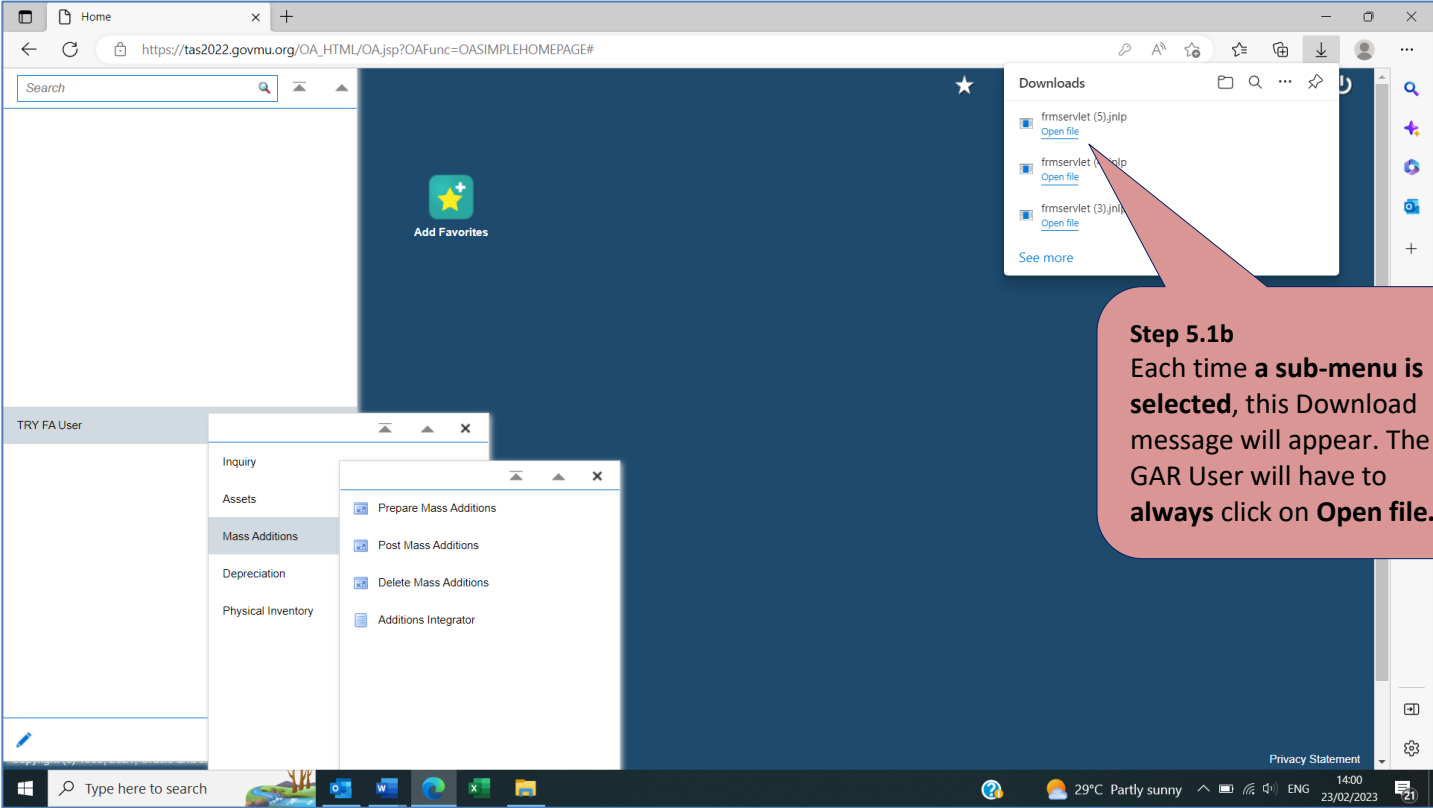 Home
https://tas2022.govmu.org/OA_HTML/OA.jsp?OAFunc=OASIMPLEHOMEPAGE#
Search
Downloads
frmservlet (5).jnlp
Open file
frmservlet
Open file
frmservlet (3).jnlp
Open file
See more
Add Favorites
Step 5.1b
Each time a sub-menu is
selected, this Download
message will appear. The
GAR User will have to
always click on Open file.
TRY FA User
Inquiry
Assets
Mass Additions
Depreciation
Physical Inventory
Prepare Mass Additions
Post Mass Additions
Delete Mass Additions
Additions Integrator
Privacy Statement
Type here to search
29°C Partly sunny
ENG
14:00
23/02/2023
21